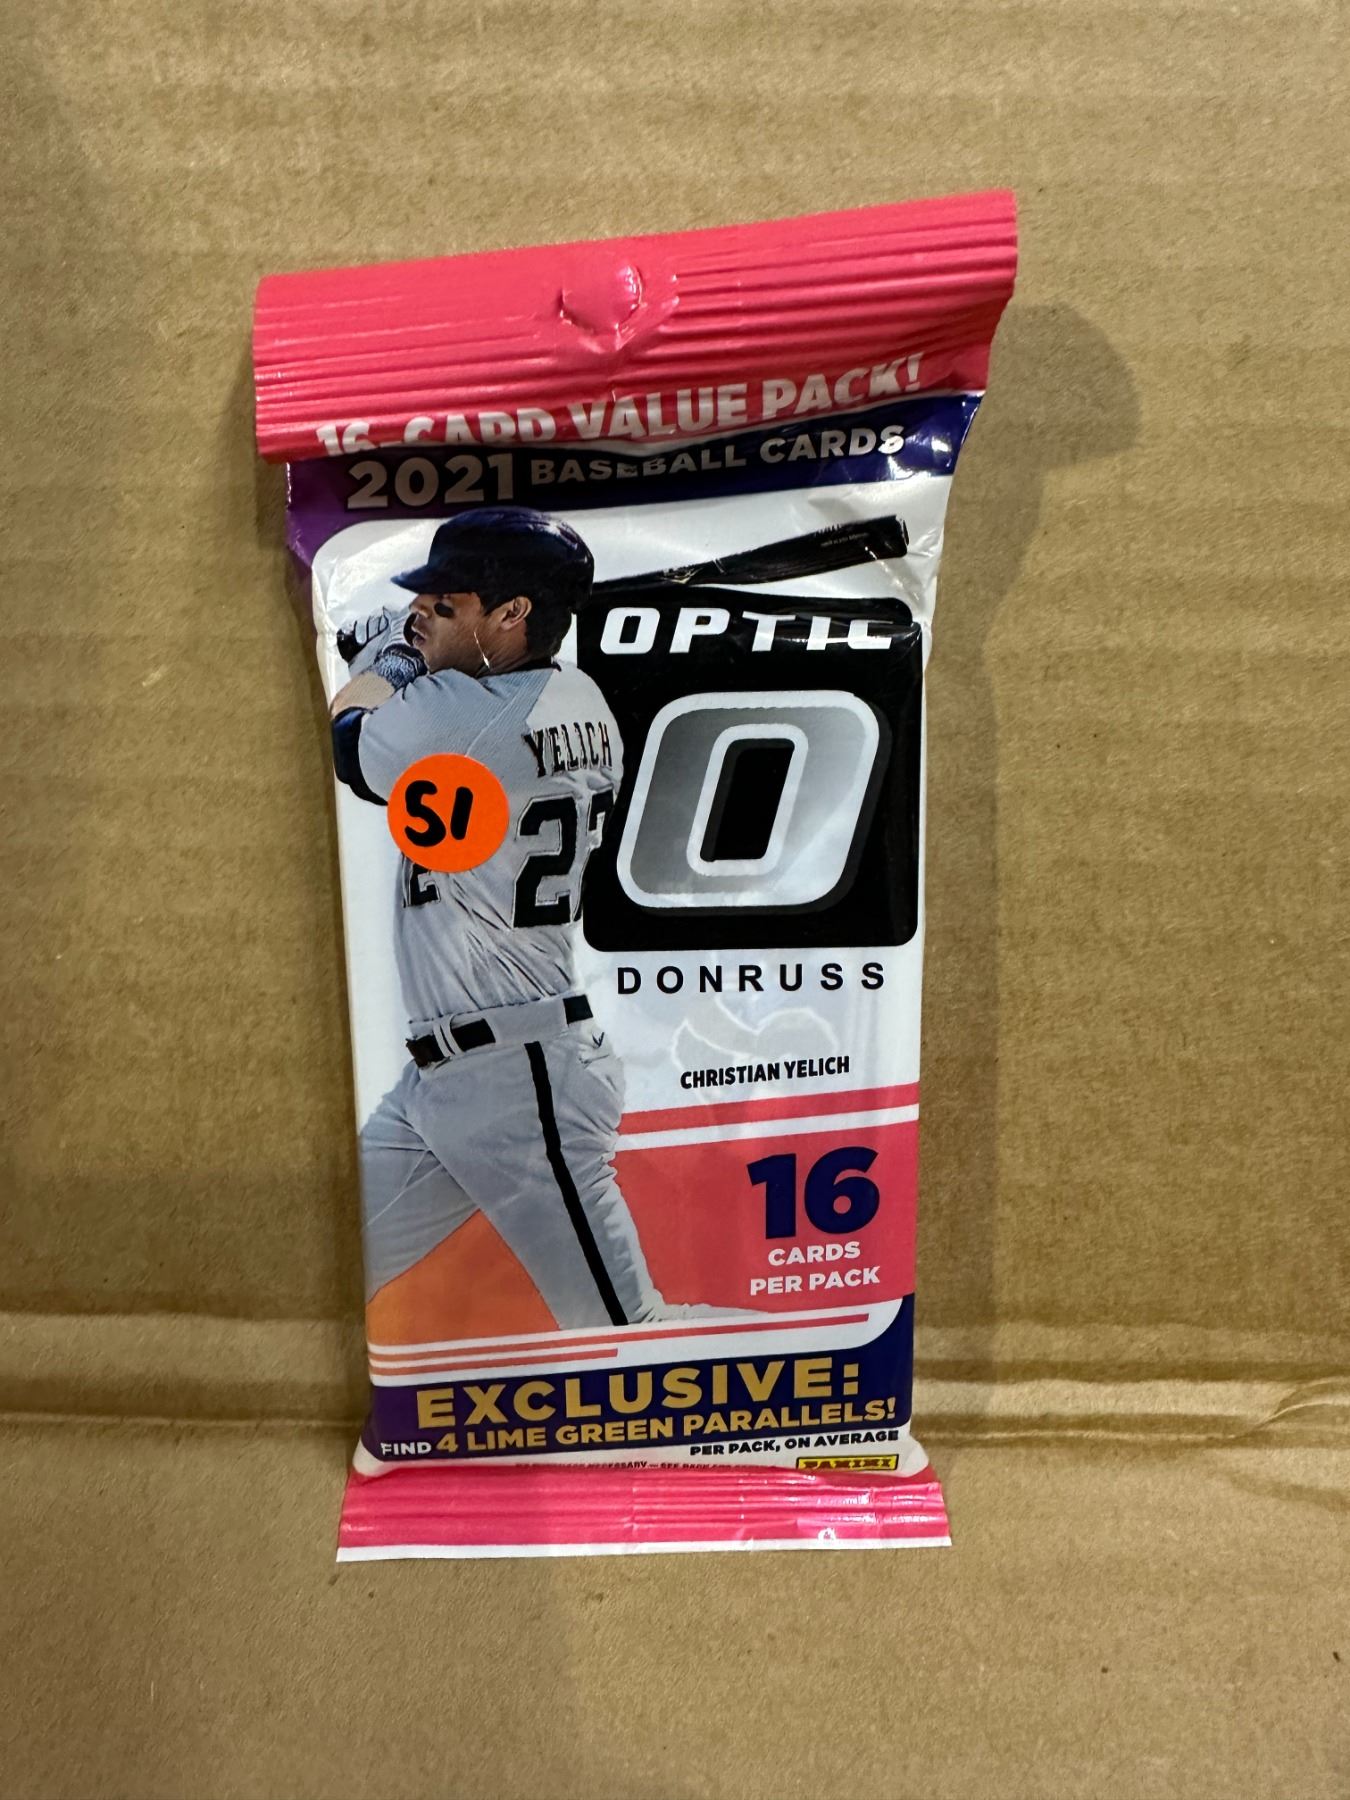 16-CARD VALUE PACK!
2021 BASEBALL CARDS
OPTIC
YELICH
22
S1
DONRUSS
CHRISTIAN YELICH
16
CARDS
PER PACK
EXCLUSIVE:
FIND 4 LIME GREEN PARALLELS!
PER PACK, ON AVERAGE
PANINI